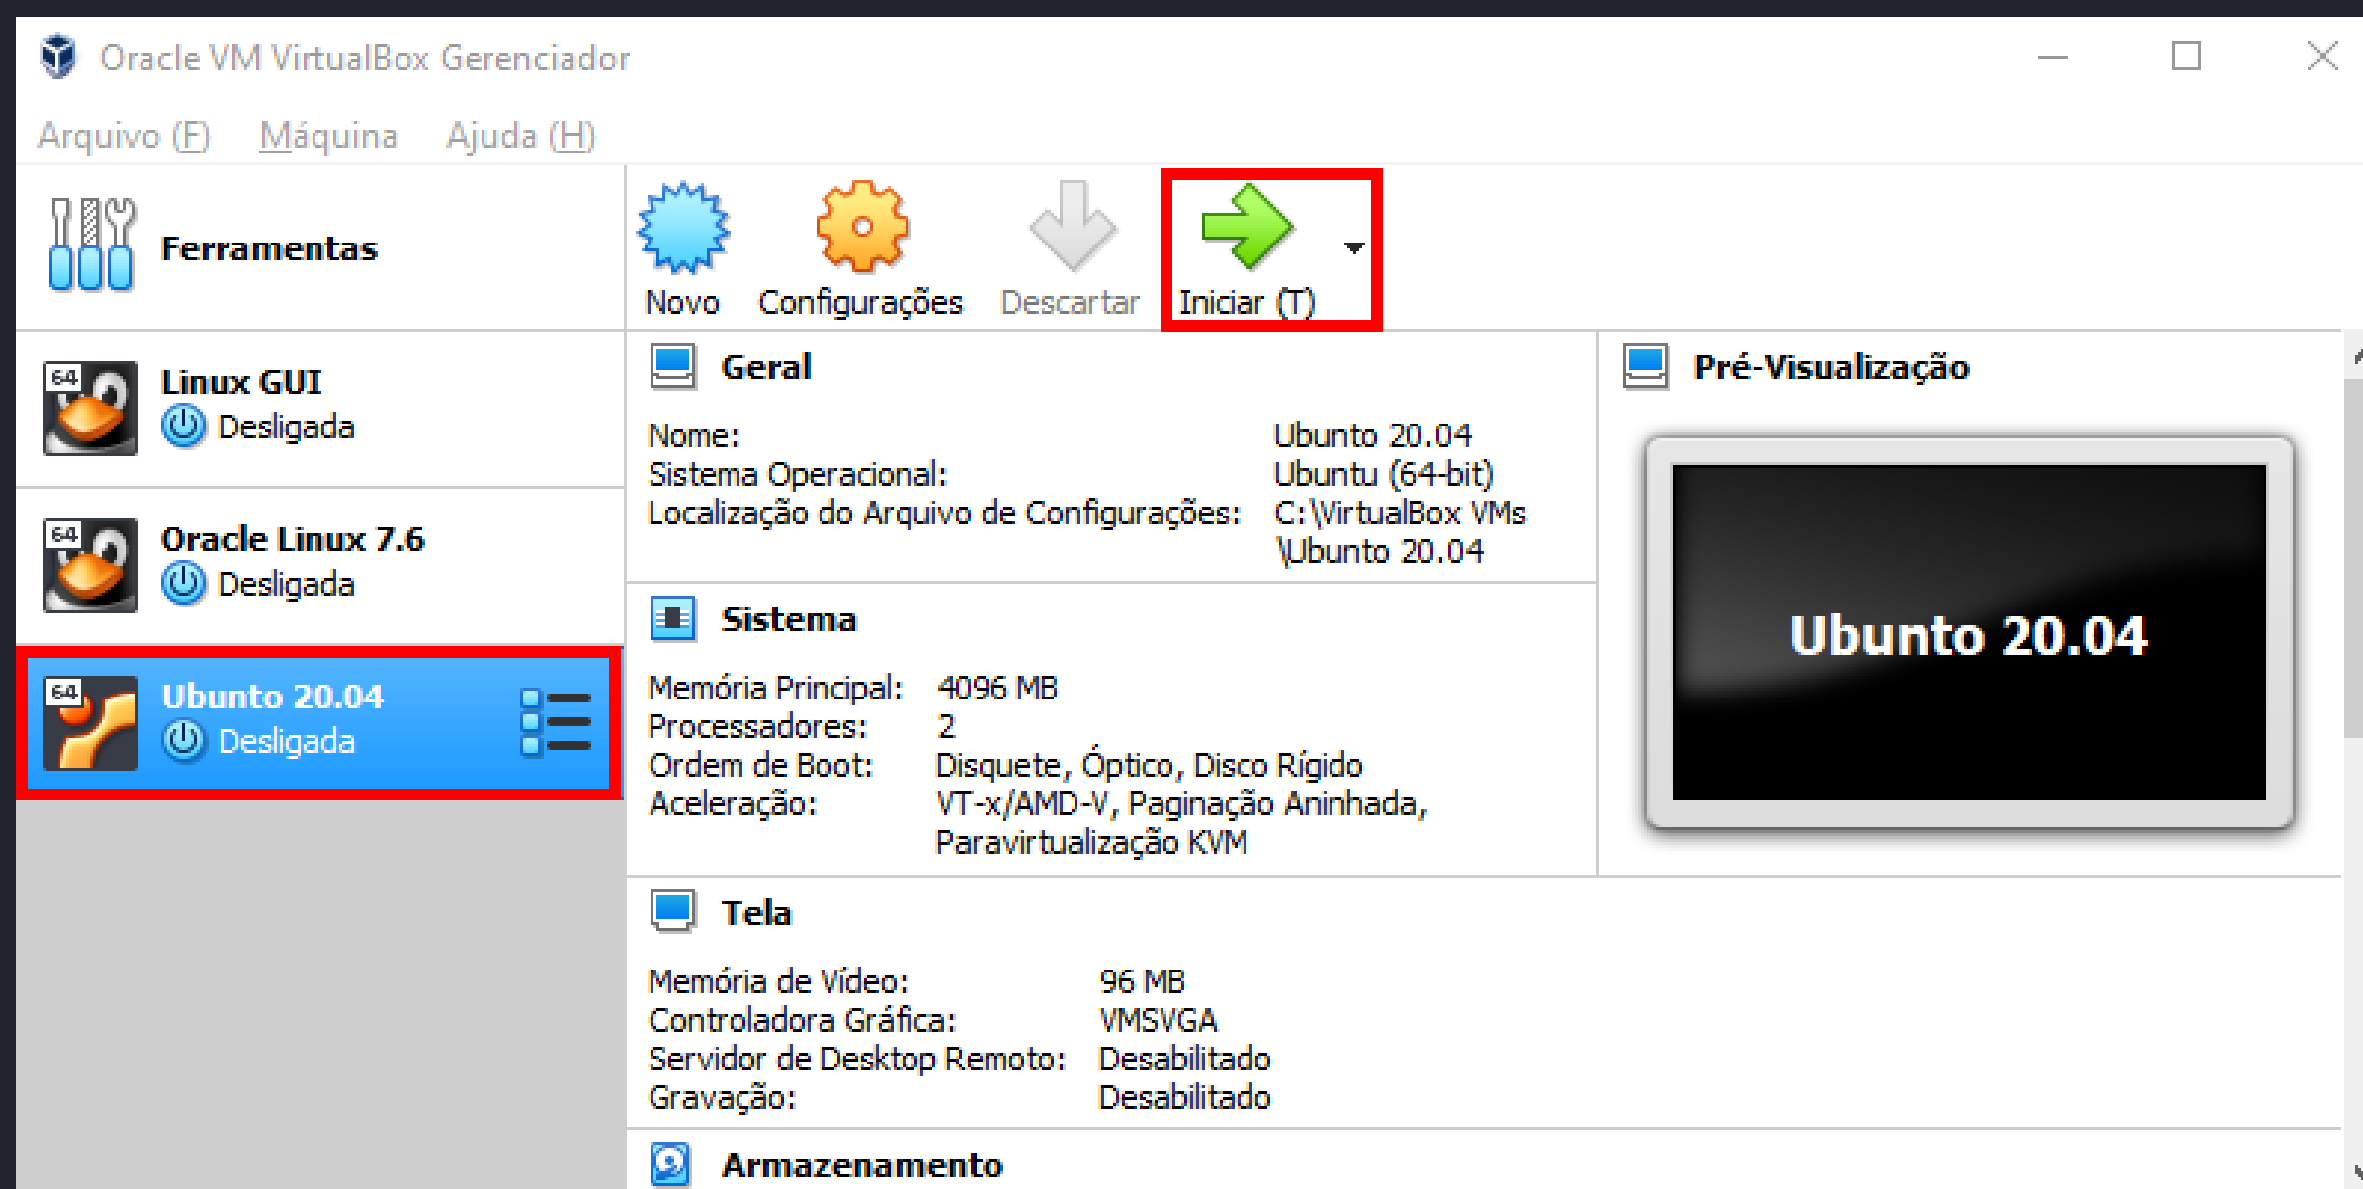 Oracle VM VirtualBox Gerenciador
Arquivo (F) Máquina Ajuda (H)
Ferramentas
Novo Configurações Descartar Iniciar (T)
64 Linux GUI
Desligada
64 Oracle Linux 7.6
Desligada
64 Ubunto 20.04
Desligada
Geral
Nome: Ubunto 20.04
Sistema Operacional: Ubuntu (64-bit)
Localização do Arquivo de Configurações: C:\VirtualBox VMs
\Ubunto 20.04
Sistema
Memória Principal: 4096 MB
Processadores: 2
Ordem de Boot: Disquete, Óptico, Disco Rígido
Aceleração: VT-x/AMD-V, Paginação Aninhada,
Paravirtualização KVM
Pré-Visualização
Ubunto 20.04
Tela
Memória de Vídeo: 96 MB
Controladora Gráfica: VMSVGA
Servidor de Desktop Remoto: Desabilitado
Gravação: Desabilitado
Armazenamento